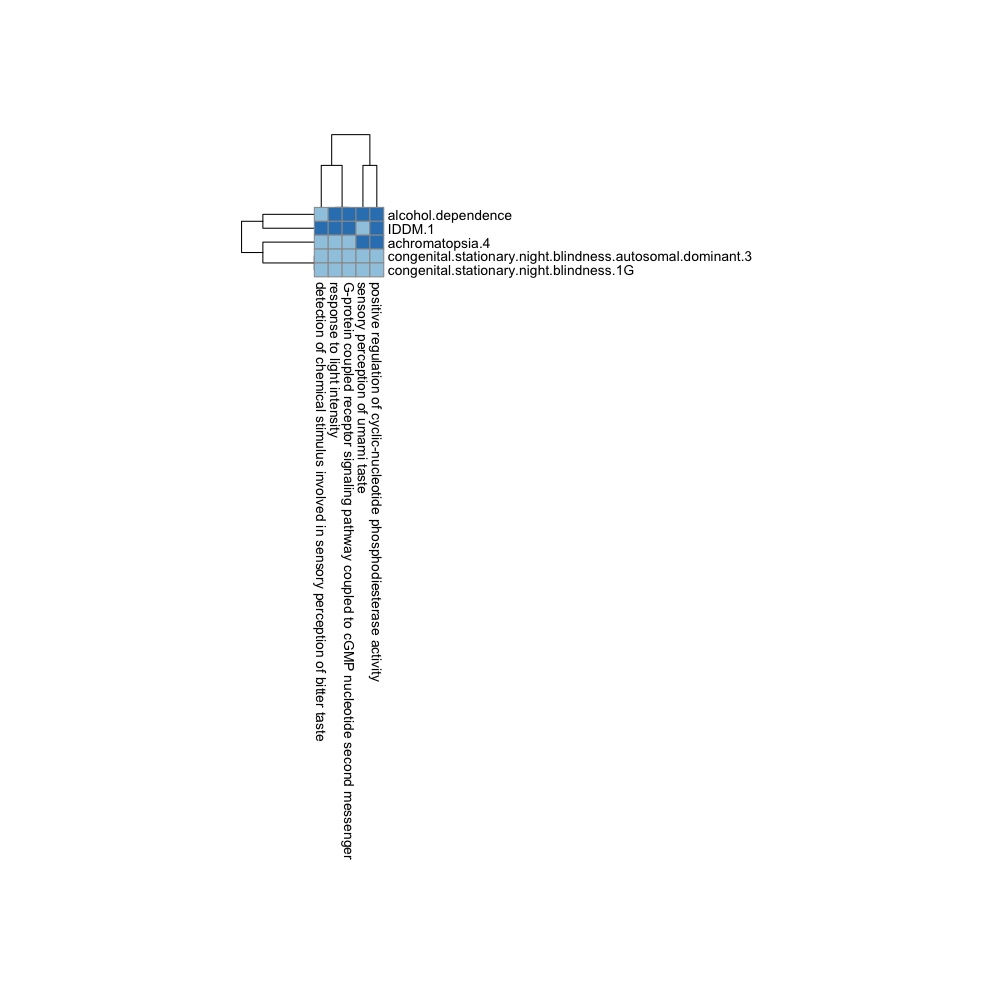 alcohol.dependence
IDDM.1
achromatopsia.4
congenital.stationary.night.blindness.autosomal.dominant.3
congenital.stationary.night.blindness.1G
detection of chemical stimulus involved in sensory perception of bitter taste
response to light intensity
G-protein coupled receptor signaling pathway coupled to cGMP nucleotide second messenger
sensory perception of umami taste
positive regulation of cyclic-nucleotide phosphodiesterase activity